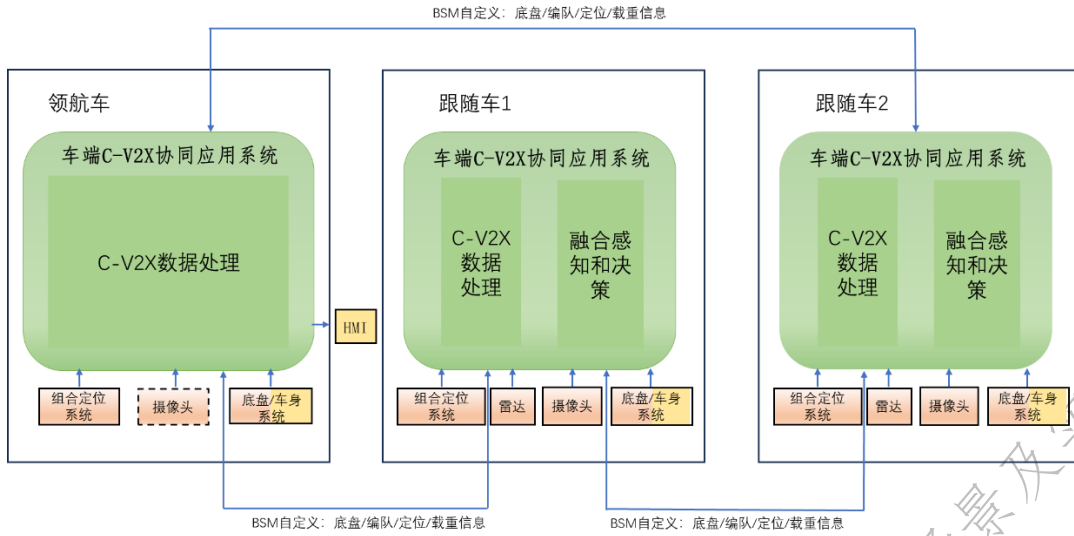 BSM自定义：底盘/编队/定位/载重信息
领航车
车端C-V2X协同应用系统
C-V2X数据处理
HMI
组合定位
系统
摄像头
底盘/车身
系统
跟随车1
车端C-V2X协同应用系统
C-V2X
数据
处理
融合感
知和决
策
组合定位
系统
雷达
摄像头
底盘/车身
系统
跟随车2
车端C-V2X协同应用系统
C-V2X
数据
处理
融合感
知和决
策
组合定位
系统
雷达
摄像头
底盘/车身
系统
BSM自定义：底盘/编队/定位/载重信息
BSM自定义：底盘/编队/定位/载重信息
景及